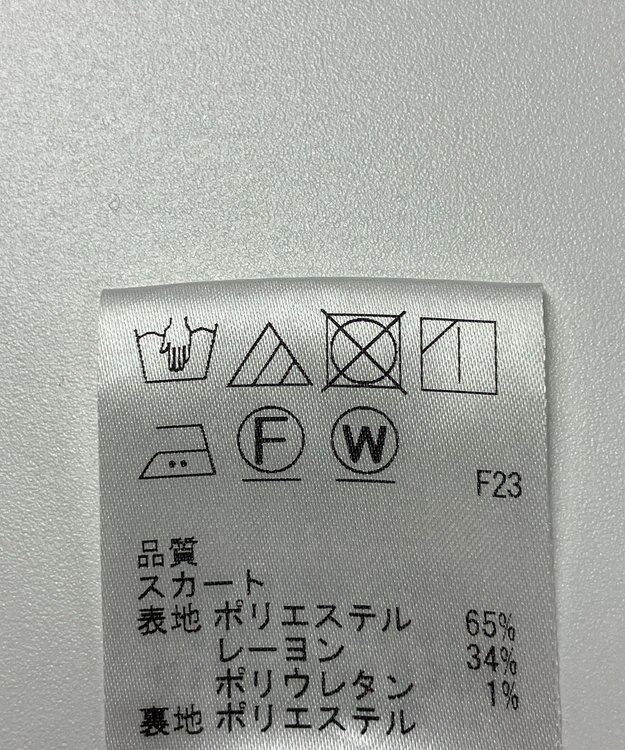 F W
F23
品質
スカート
表地 ポリエステル 65%
レーヨン 34%
ポリウレタン 1%
裏地 ポリエステル